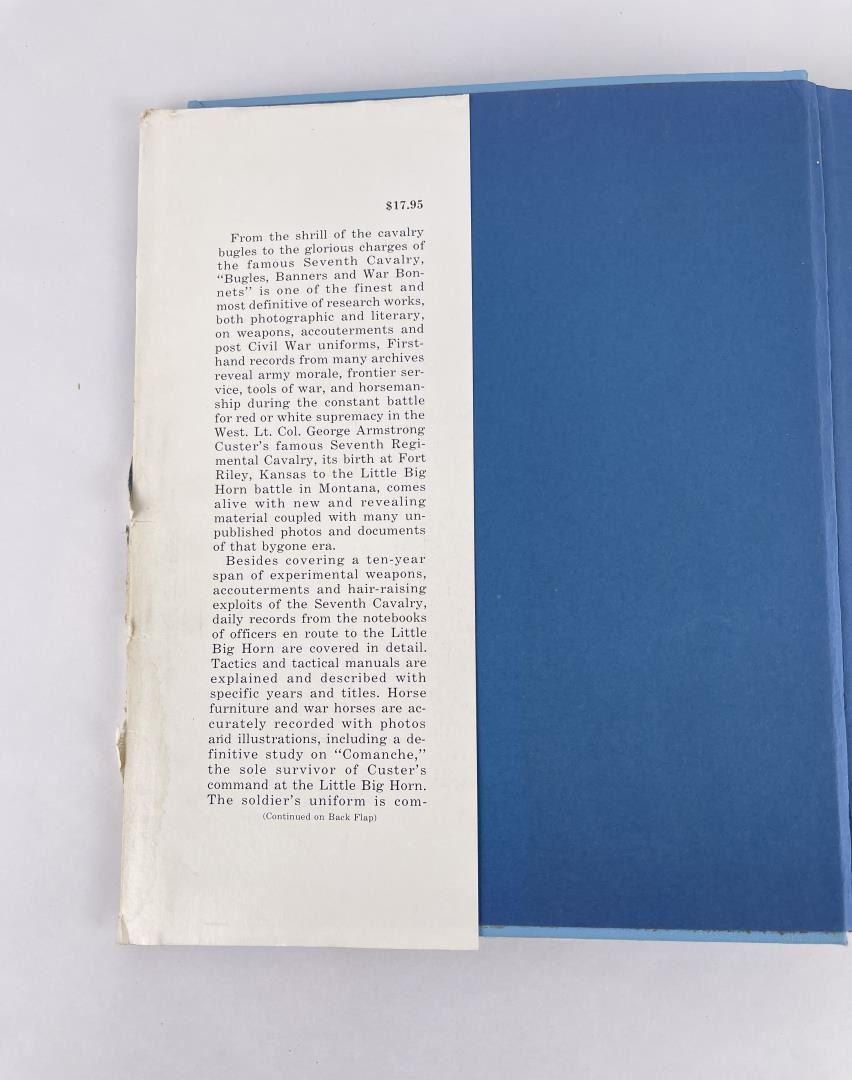 $17.95
From the shrill of the cavalry
bugles to the glorious charges of
the famous Seventh Cavalry,
“Bugles, Banners and War Bon-
nets” is one of the finest and
most definitive of research works,
both photographic and literary,
on weapons, accouterments and
post Civil War uniforms, First-
hand records from many archives
reveal army morale, frontier ser-
vice, tools of war, and horseman-
ship during the constant battle
for red or white supremacy in the
West. Lt. Col. George Armstrong
Custer’s famous Seventh Regi-
mental Cavalry, its birth at Fort
Riley, Kansas to the Little Big
Horn battle in Montana, comes
alive with new and revealing
material coupled with many un-
published photos and documents
of that bygone era.
Besides covering a ten-year
span of experimental weapons,
accouterments and hair-raising
exploits of the Seventh Cavalry,
daily records from the notebooks
of officers en route to the Little
Big Horn are covered in detail.
Tactics and tactical manuals are
explained and described with
specific years and titles. Horse
furniture and war horses are ac-
curately recorded with photos
and illustrations, including a de-
finitive study on “Comanche,”
the sole survivor of Custer’s
command at the Little Big Horn.
The soldier’s uniform is com-
(Continued on Back Flap)